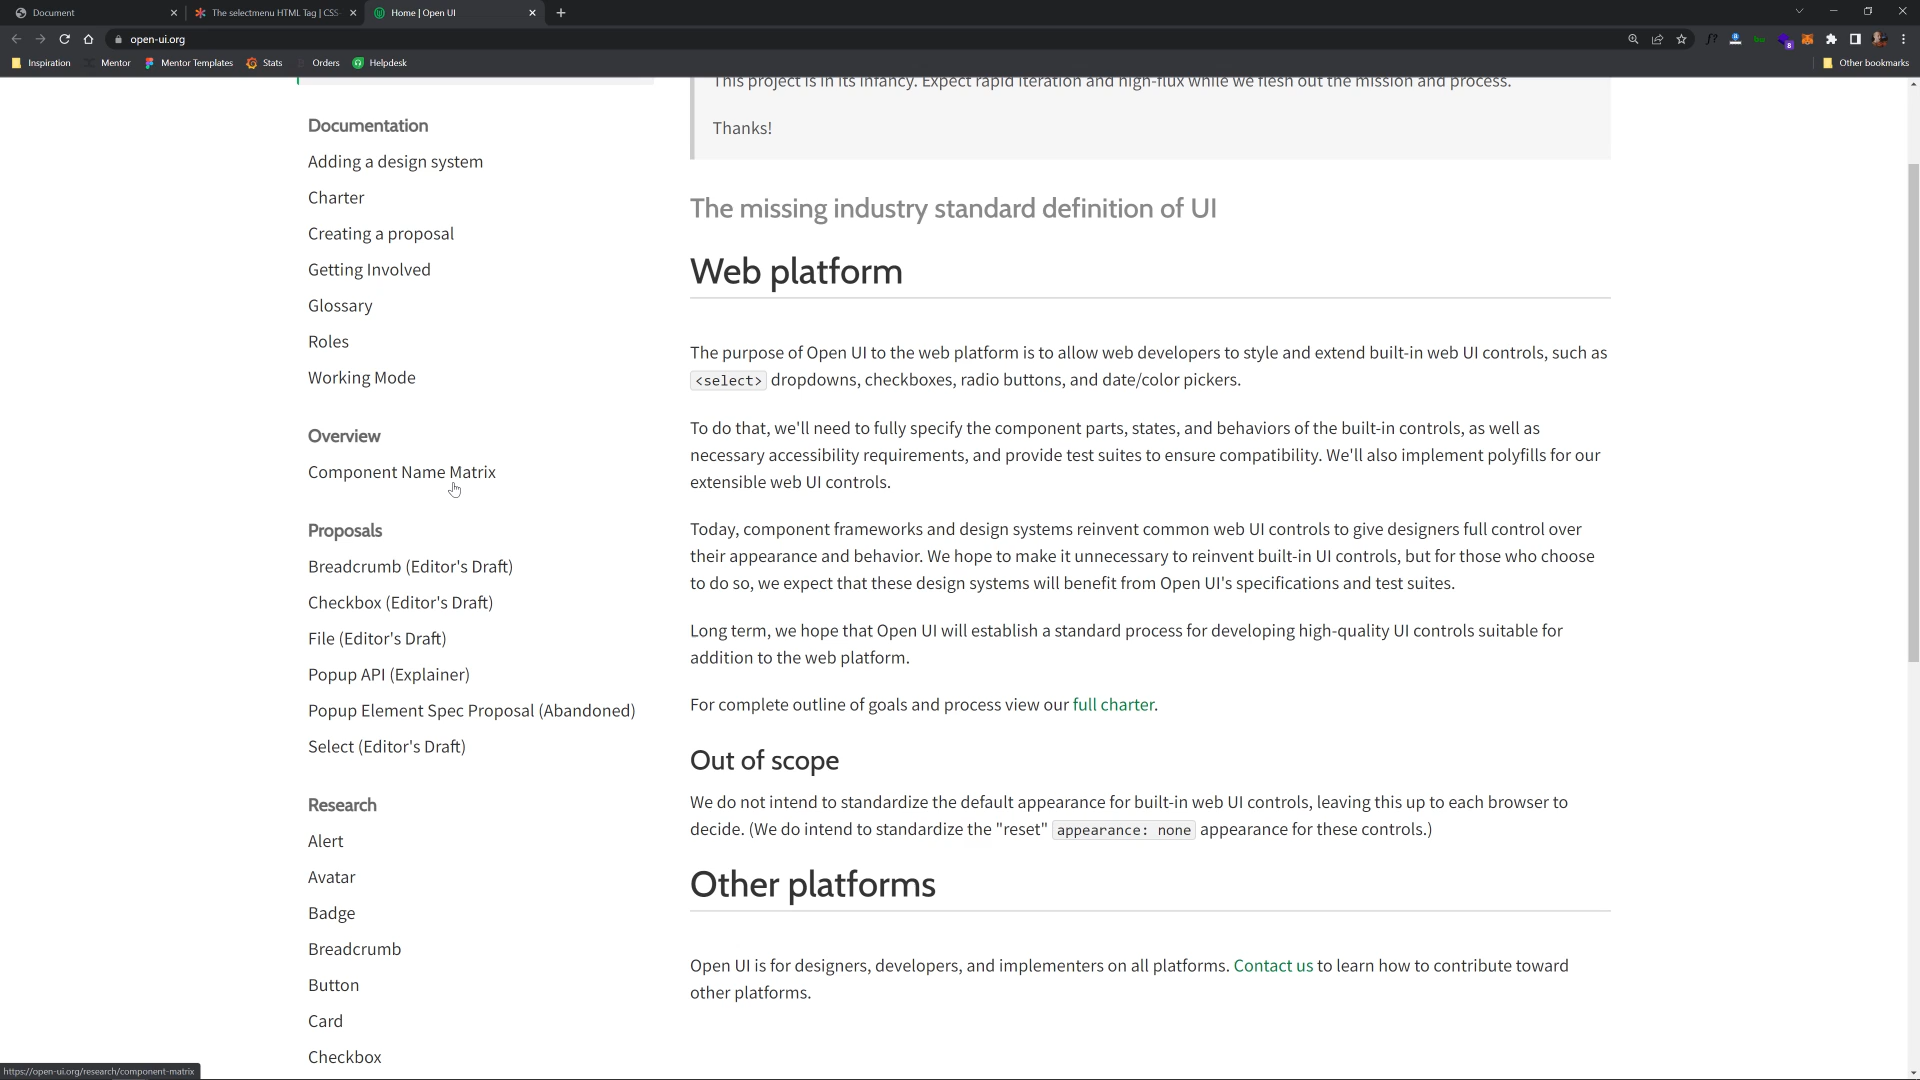 Document
The selectmenu HTML Tag | CSS
Home | Open UI
open-ui.org
Inspiration
Mentor
Mentor Templates
Stats
Orders
Helpdesk
Other bookmarks
Documentation
Adding a design system
Charter
Creating a proposal
Getting Involved
Glossary
Roles
Working Mode
Overview
Component Name Matrix
Proposals
Breadcrumb (Editor's Draft)
Checkbox (Editor's Draft)
File (Editor's Draft)
Popup API (Explainer)
Popup Element Spec Proposal (Abandoned)
Select (Editor's Draft)
Research
Alert
Avatar
Badge
Breadcrumb
Button
Card
Checkbox
This project is in its infancy. Expect rapid iteration and high-flux while we flesh out the mission and process.
Thanks!
The missing industry standard definition of UI
Web platform
The purpose of Open UI to the web platform is to allow web developers to style and extend built-in web UI controls, such as
<select> dropdowns, checkboxes, radio buttons, and date/color pickers.
To do that, we'll need to fully specify the component parts, states, and behaviors of the built-in controls, as well as
necessary accessibility requirements, and provide test suites to ensure compatibility. We'll also implement polyfills for our
extensible web UI controls.
Today, component frameworks and design systems reinvent common web UI controls to give designers full control over
their appearance and behavior. We hope to make it unnecessary to reinvent built-in UI controls, but for those who choose
to do so, we expect that these design systems will benefit from Open UI's specifications and test suites.
Long term, we hope that Open UI will establish a standard process for developing high-quality UI controls suitable for
addition to the web platform.
For complete outline of goals and process view our full charter.
Out of scope
We do not intend to standardize the default appearance for built-in web UI controls, leaving this up to each browser to
decide. (We do intend to standardize the "reset" appearance: none appearance for these controls.)
Other platforms
Open UI is for designers, developers, and implementers on all platforms. Contact us to learn how to contribute toward
other platforms.
https://open-ui.org/research/component-matrix